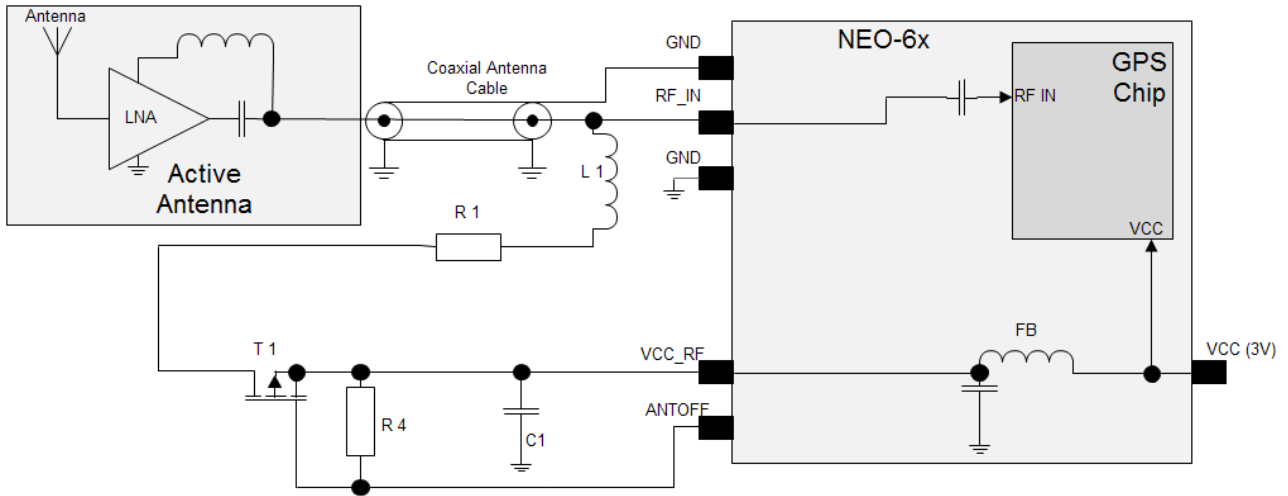 Antenna
LNA
Active
Antenna
Coaxial Antenna
Cable
GND
RF_IN
GND
L 1
R 1
NEO-6x
GPS
Chip
RF IN
VCC
FB
VCC (3V)
T 1
VCC_RF
R 4
C1
ANTOFF